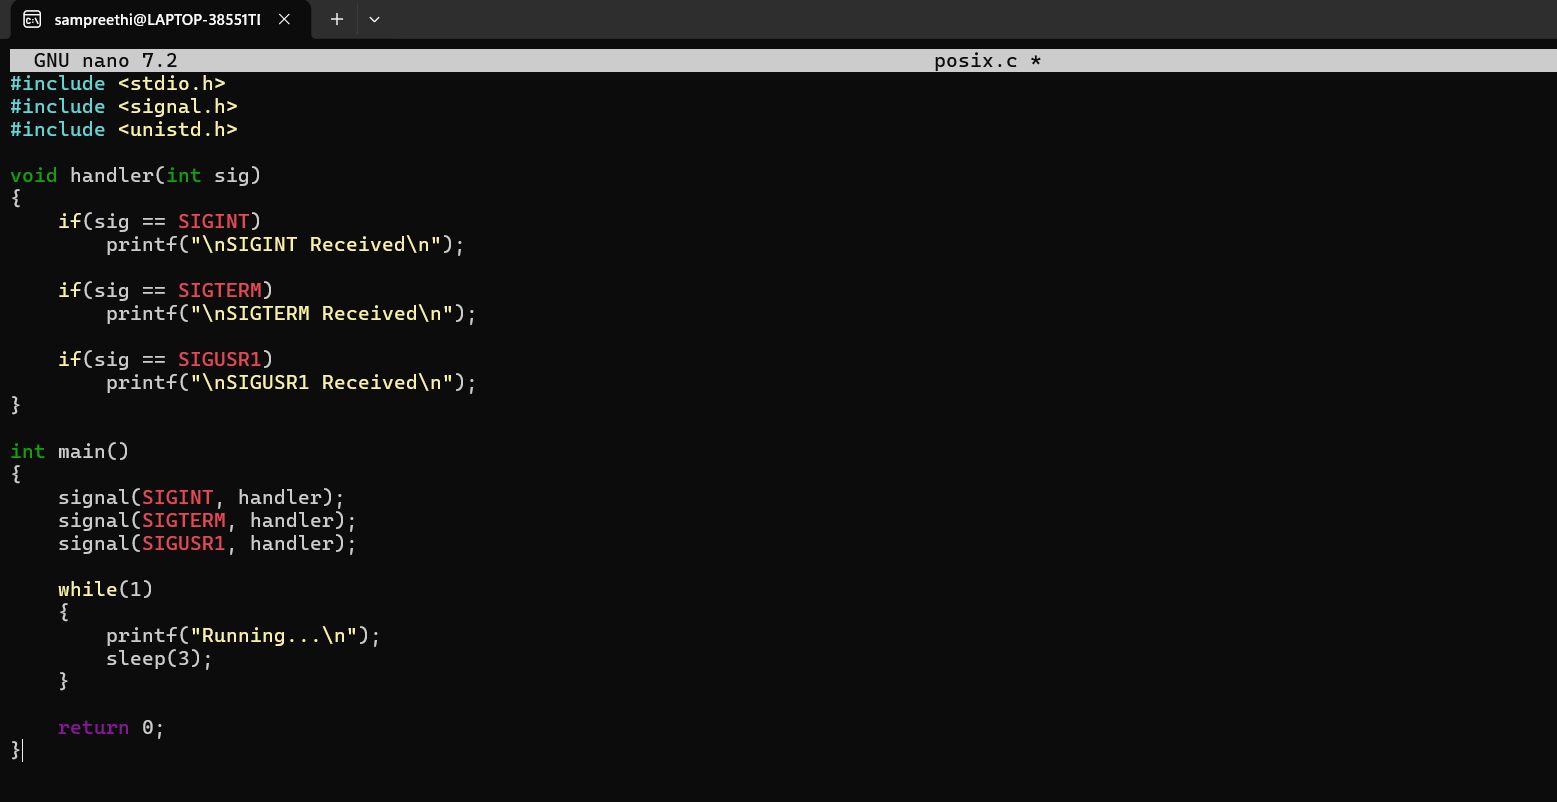 sampreethi@LAPTOP-38551TI
GNU nano 7.2 posix.c *
#include <stdio.h>
#include <signal.h>
#include <unistd.h>

void handler(int sig)
{
    if(sig == SIGINT)
        printf("\nSIGINT Received\n");

    if(sig == SIGTERM)
        printf("\nSIGTERM Received\n");

    if(sig == SIGUSR1)
        printf("\nSIGUSR1 Received\n");
}

int main()
{
    signal(SIGINT, handler);
    signal(SIGTERM, handler);
    signal(SIGUSR1, handler);

    while(1)
    {
        printf("Running...\n");
        sleep(3);
    }

    return 0;
}